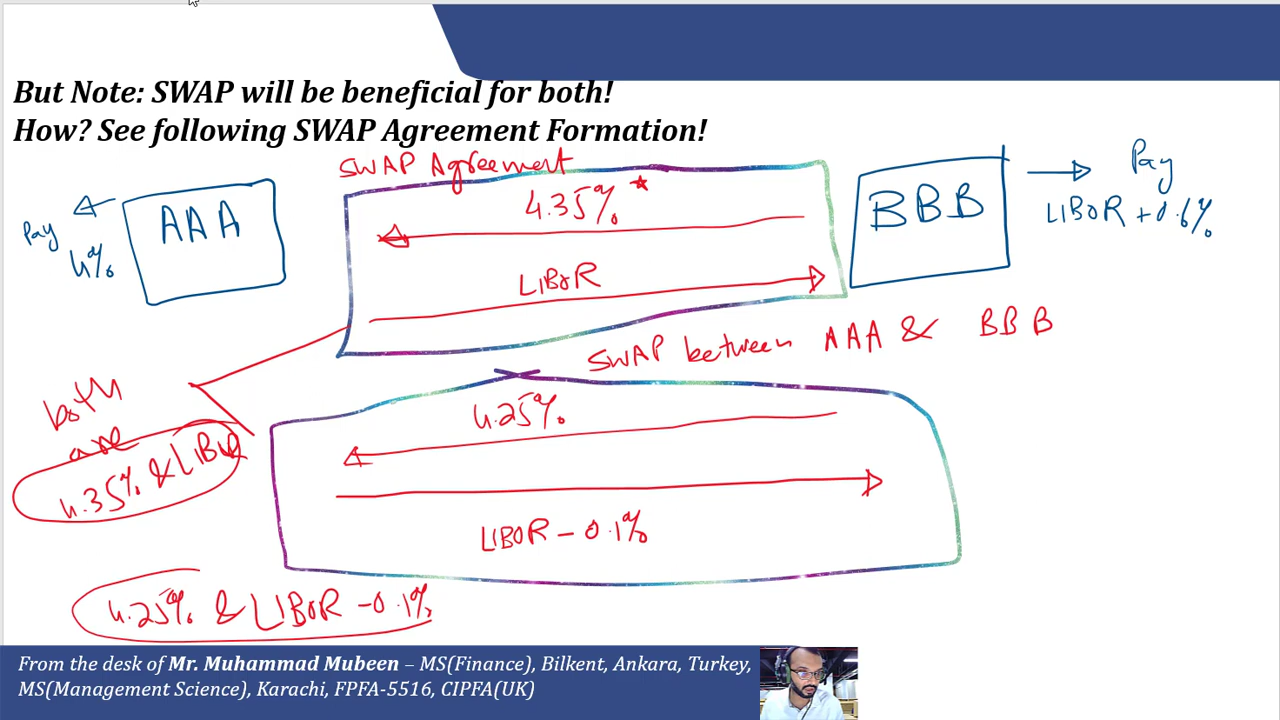 But Note: SWAP will be beneficial for both!
How? See following SWAP Agreement Formation!
SWAP Agreement
Pay
4%
AAA
4.35% *
LIBOR
BBB
Pay
LIBOR + 0.6%
SWAP between AAA & BBB
both
are
4.35% & LIBOR
4.25%
LIBOR - 0.1%
4.25% & LIBOR - 0.1%
From the desk of Mr. Muhammad Mubeen – MS(Finance), Bilkent, Ankara, Turkey,
MS(Management Science), Karachi, FPFA-5516, CIPFA(UK)